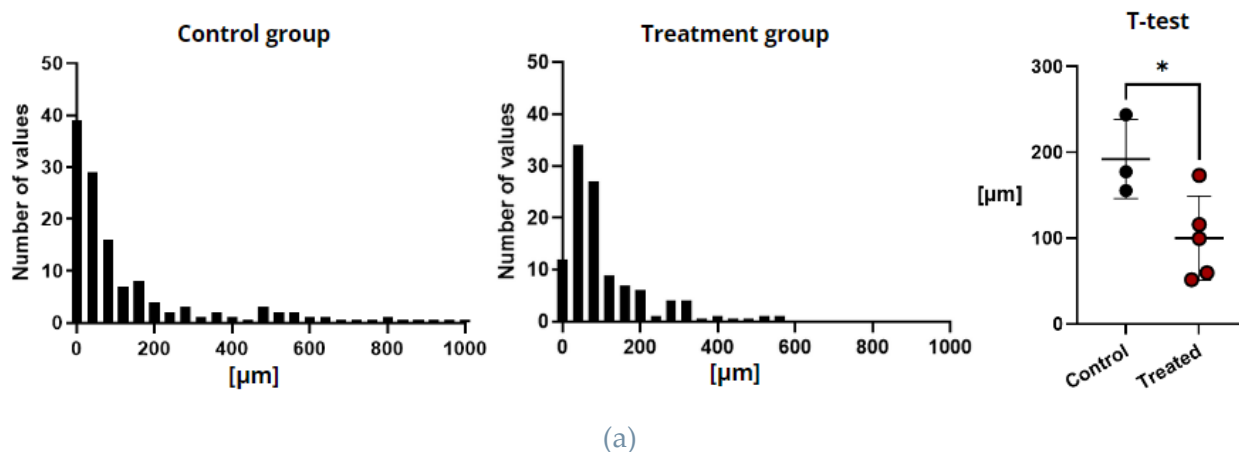 Control group
Number of values
50
40
30
20
10
0
0 200 400 600 800 1000
[µm]
Treatment group
Number of values
50
40
30
20
10
0
0 200 400 600 800 1000
[µm]
T-test
*
300
200
100
0
[µm]
Control
Treated
(a)